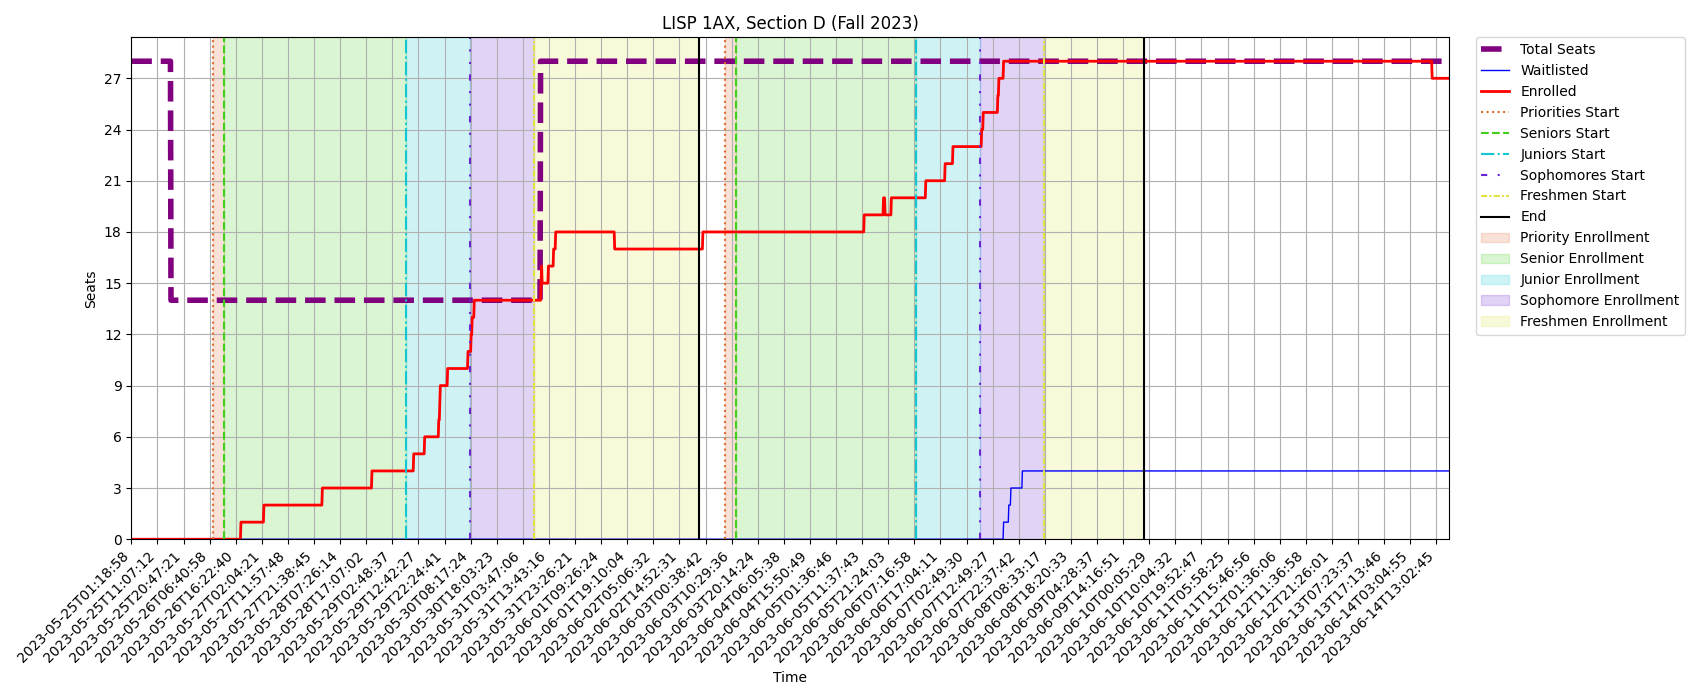 LISP 1AX, Section D (Fall 2023)
Seats
27
24
21
18
15
12
9
6
3
0
2023-05-25T01:18:58
2023-05-25T11:07:12
2023-05-25T20:47:21
2023-05-26T06:40:58
2023-05-26T16:22:40
2023-05-27T02:04:21
2023-05-27T11:57:48
2023-05-27T21:38:45
2023-05-28T07:26:14
2023-05-28T17:07:02
2023-05-29T02:48:37
2023-05-29T12:42:27
2023-05-29T22:24:41
2023-05-30T08:17:24
2023-05-30T18:03:23
2023-05-31T03:47:06
2023-05-31T13:43:16
2023-05-31T23:26:21
2023-06-01T09:26:24
2023-06-01T19:10:04
2023-06-02T05:06:32
2023-06-02T14:52:31
2023-06-03T00:38:42
2023-06-03T10:29:36
2023-06-03T20:14:24
2023-06-04T06:05:38
2023-06-04T15:50:49
2023-06-05T01:36:46
2023-06-05T11:37:43
2023-06-05T21:24:03
2023-06-06T07:16:58
2023-06-06T17:04:11
2023-06-07T02:49:30
2023-06-07T12:49:27
2023-06-07T22:37:42
2023-06-08T08:33:17
2023-06-08T18:20:33
2023-06-09T04:28:37
2023-06-09T14:16:51
2023-06-10T00:05:29
2023-06-10T10:04:32
2023-06-10T19:52:47
2023-06-11T05:58:25
2023-06-11T15:46:56
2023-06-12T01:36:06
2023-06-12T11:36:58
2023-06-12T21:26:01
2023-06-13T07:23:37
2023-06-13T17:13:46
2023-06-14T03:04:55
2023-06-14T13:02:45
Time
Total Seats
Waitlisted
Enrolled
Priorities Start
Seniors Start
Juniors Start
Sophomores Start
Freshmen Start
End
Priority Enrollment
Senior Enrollment
Junior Enrollment
Sophomore Enrollment
Freshmen Enrollment